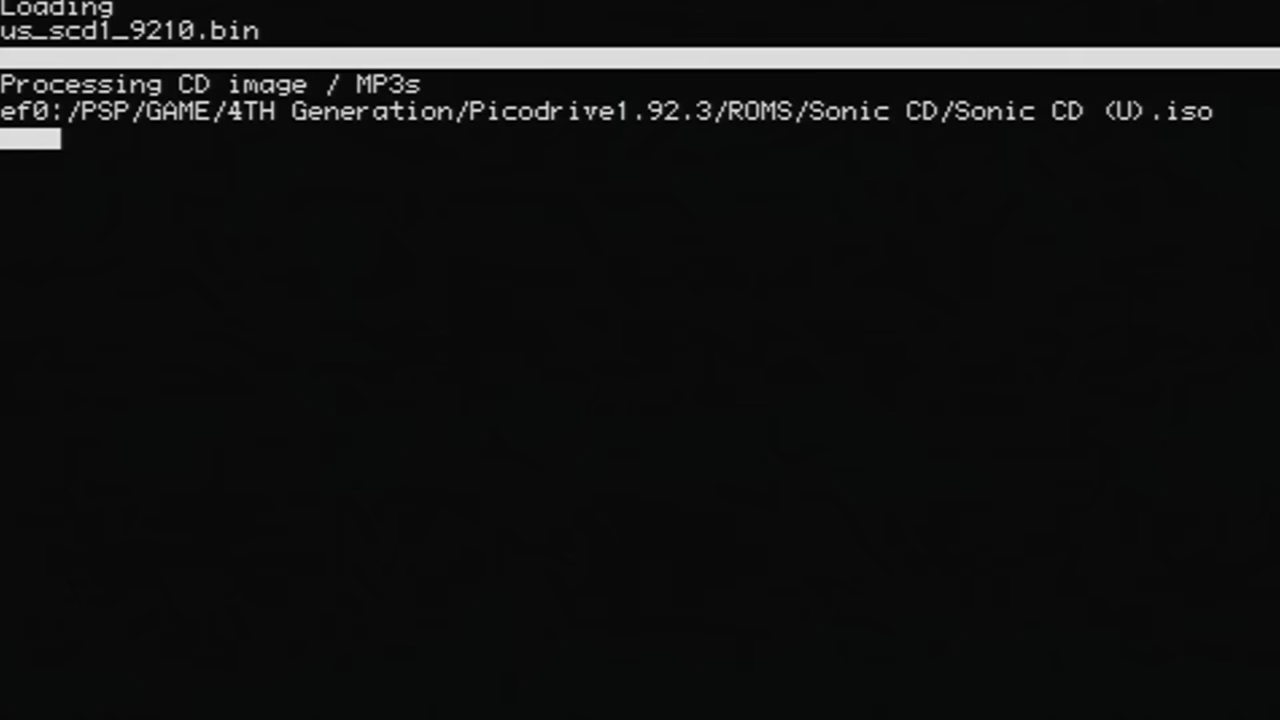 Loading
us_scd1_9210.bin
Processing CD image / MP3s
ef0:/PSP/GAME/4TH Generation/Picodrive1.92.3/ROMS/Sonic CD/Sonic CD (U).iso